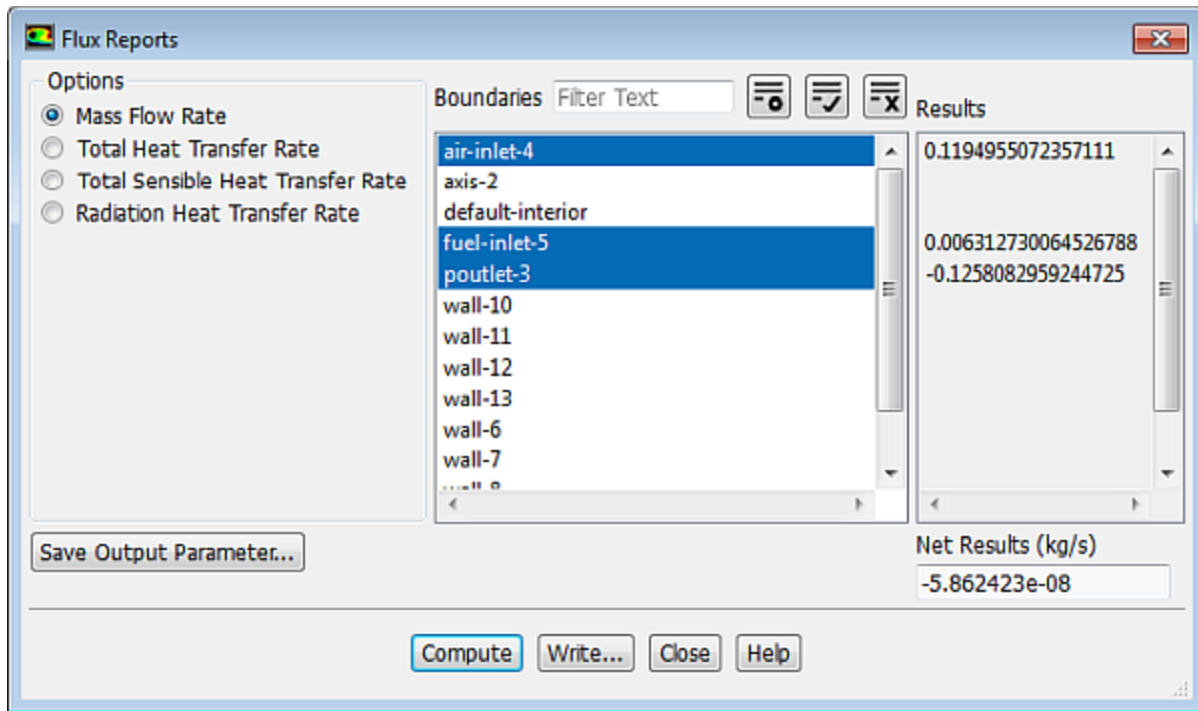 Flux Reports
Options
Mass Flow Rate
Total Heat Transfer Rate
Total Sensible Heat Transfer Rate
Radiation Heat Transfer Rate
Boundaries Filter Text
air-inlet-4
axis-2
default-interior
fuel-inlet-5
poutlet-3
wall-10
wall-11
wall-12
wall-13
wall-6
wall-7
wall-8
Results
0.1194955072357111
0.006312730064526788
-0.1258082959244725
Save Output Parameter...
Net Results (kg/s)
-5.862423e-08
Compute Write... Close Help